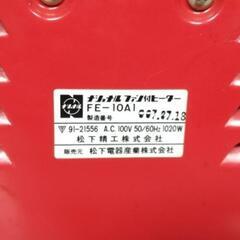 ナショナル ファン付ヒーター
FE-10A1
製造番号 007.27.18
▽ 91-21556 A.C. 100V 50/60Hz 1020W
松下精工株式会社
販売元 松下電器産業株式会社